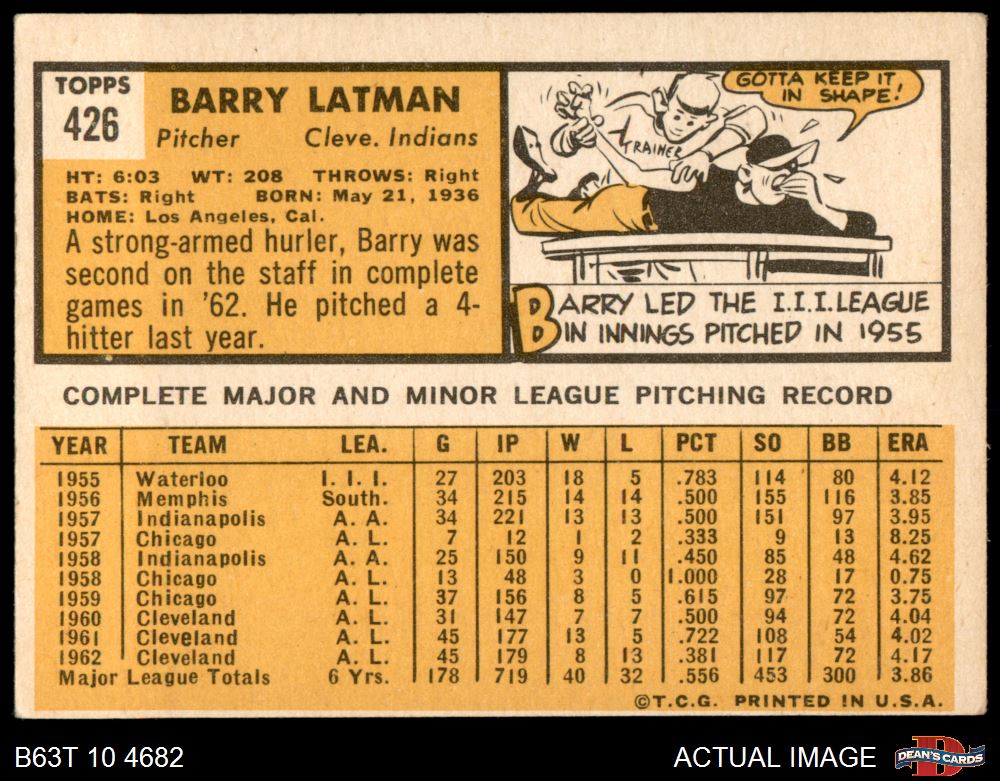 TOPPS
426
BARRY LATMAN
Pitcher Cleve. Indians
HT: 6:03 WT: 208 THROWS: Right
BATS: Right BORN: May 21, 1936
HOME: Los Angeles, Cal.
A strong-armed hurler, Barry was
second on the staff in complete
games in '62. He pitched a 4-
hitter last year.
GOTTA KEEP IT,
IN SHAPE!
TRAINER
BARRY LED THE I.I.I. LEAGUE
IN INNINGS PITCHED IN 1955
COMPLETE MAJOR AND MINOR LEAGUE PITCHING RECORD
YEAR TEAM LEA. G IP W L PCT SO BB ERA
1955 Waterloo I. I. I. 27 203 18 5 .783 114 80 4.12
1956 Memphis South. 34 215 14 14 .500 155 116 3.85
1957 Indianapolis A. A. 34 221 13 13 .500 151 97 3.95
1957 Chicago A. L. 7 12 1 2 .333 9 13 8.25
1958 Indianapolis A. A. 25 150 9 11 .450 85 48 4.62
1958 Chicago A. L. 13 48 3 0 1.000 28 17 0.75
1959 Chicago A. L. 37 156 8 5 .615 97 72 3.75
1960 Cleveland A. L. 31 147 7 7 .500 94 72 4.04
1961 Cleveland A. L. 45 177 13 5 .722 108 54 4.02
1962 Cleveland A. L. 45 179 8 13 .381 117 72 4.17
Major League Totals 6 Yrs. 178 719 40 32 .556 453 300 3.86
©T.C.G. PRINTED IN U.S.A.
B63T 10 4682
ACTUAL IMAGE
DEAN'S CARDS